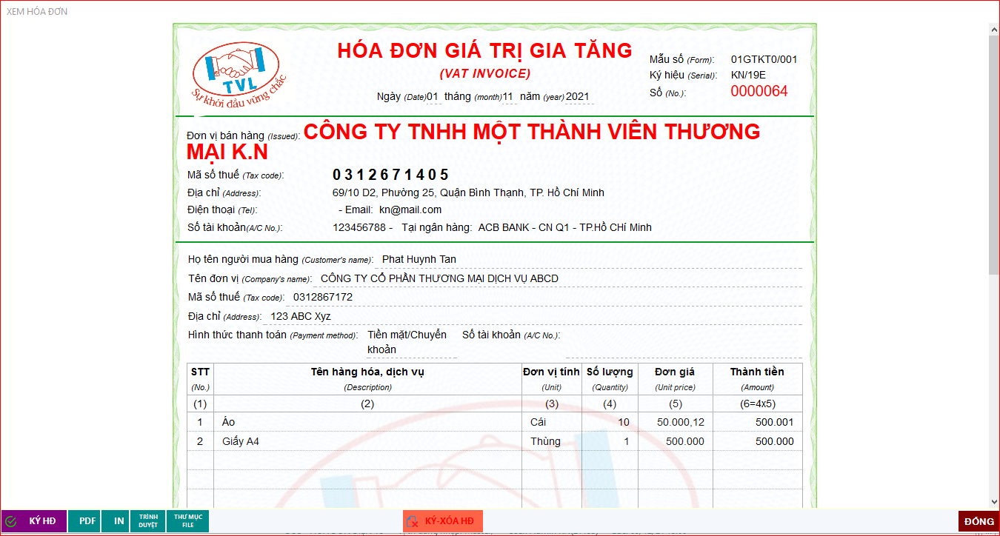 XEM HÓA ĐƠN
TVL
Sự khởi đầu vững chắc
HÓA ĐƠN GIÁ TRỊ GIA TĂNG
(VAT INVOICE)
Ngày (Date)01 tháng (month)11 năm (year)2021
Mẫu số (Form): 01GTKT0/001
Ký hiệu (Serial): KN/19E
Số (No.): 0000064
Đơn vị bán hàng (Issued): CÔNG TY TNHH MỘT THÀNH VIÊN THƯƠNG
MẠI K.N
Mã số thuế (Tax code): 0312671405
Địa chỉ (Address): 69/10 D2, Phường 25, Quận Bình Thạnh, TP. Hồ Chí Minh
Điện thoại (Tel): - Email: kn@mail.com
Số tài khoản(A/C No.): 123456788 - Tại ngân hàng: ACB BANK - CN Q1 - TP.Hồ CHí Minh
Họ tên người mua hàng (Customer's name): Phat Huynh Tan
Tên đơn vị (Company's name): CÔNG TY CỔ PHẦN THƯƠNG MẠI DỊCH VỤ ABCD
Mã số thuế (Tax code): 0312867172
Địa chỉ (Address): 123 ABC Xyz
Hình thức thanh toán (Payment method): Tiền mặt/Chuyển Số tài khoản (A/C No.):
khoản
STT Tên hàng hóa, dịch vụ Đơn vị tính Số lượng Đơn giá Thành tiền
(No.) (Description) (Unit) (Quantity) (Unit price) (Amount)
(1) (2) (3) (4) (5) (6=4x5)
1 Áo Cái 10 50.000,12 500.001
2 Giấy A4 Thùng 1 500.000 500.000
KÝ HĐ PDF IN TRÌNH DUYỆT THƯ MỤC FILE KÝ-XÓA HĐ ĐÓNG